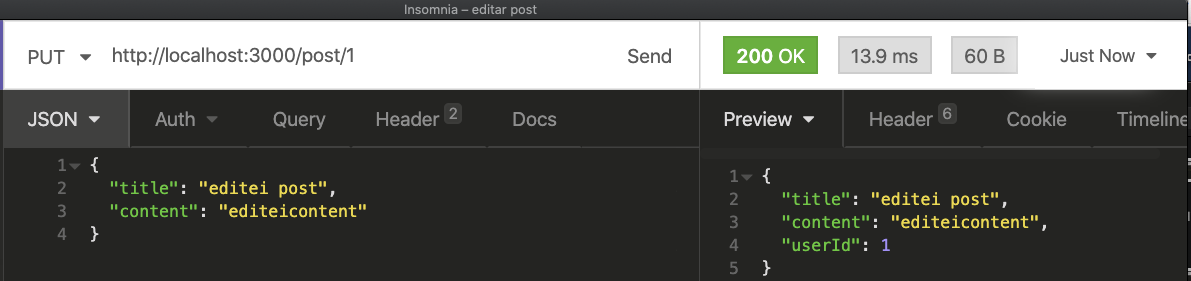 Insomnia – editar post
PUT http://localhost:3000/post/1 Send 200 OK 13.9 ms 60 B Just Now
JSON Auth Query Header 2 Docs Preview Header 6 Cookie Timeline
1 {
2 "title": "editei post",
3 "content": "editeicontent"
4 }
1 {
2 "title": "editei post",
3 "content": "editeicontent",
4 "userId": 1
5 }